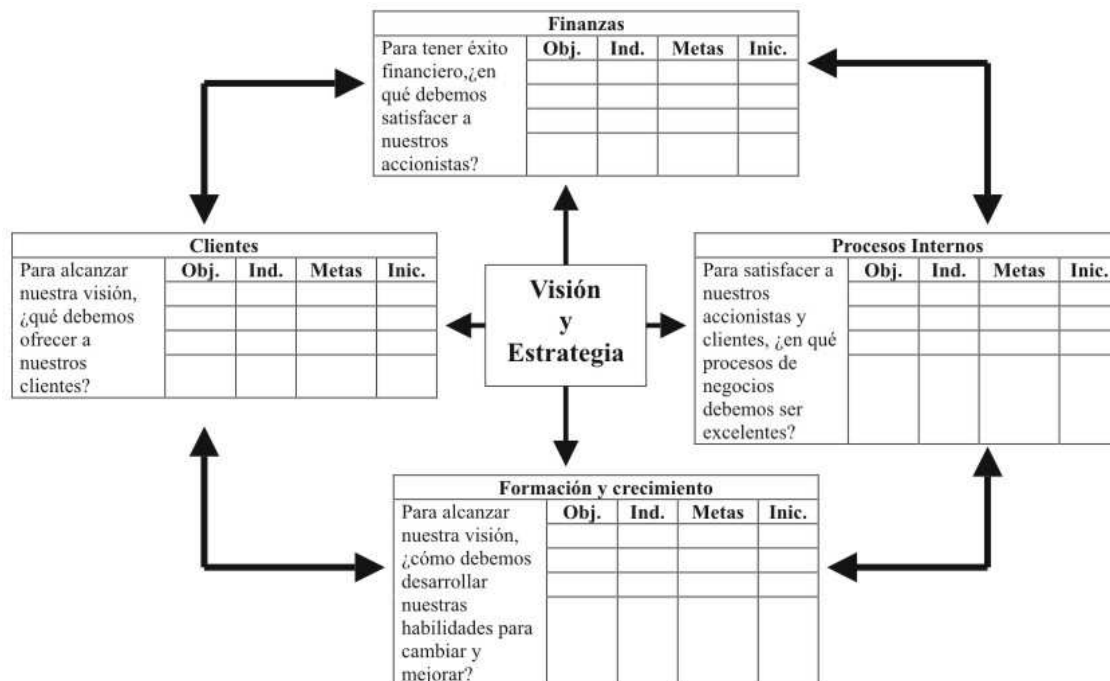 Finanzas
Para tener éxito
financiero,¿en
qué debemos
satisfacer a
nuestros
accionistas?
Obj. Ind. Metas Inic.
Clientes
Para alcanzar
nuestra visión,
¿qué debemos
ofrecer a
nuestros
clientes?
Obj. Ind. Metas Inic.
Visión
y
Estrategia
Procesos Internos
Para satisfacer a
nuestros
accionistas y
clientes, ¿en qué
procesos de
negocios
debemos ser
excelentes?
Obj. Ind. Metas Inic.
Formación y crecimiento
Para alcanzar
nuestra visión,
¿cómo debemos
desarrollar
nuestras
habilidades para
cambiar y
mejorar?
Obj. Ind. Metas Inic.